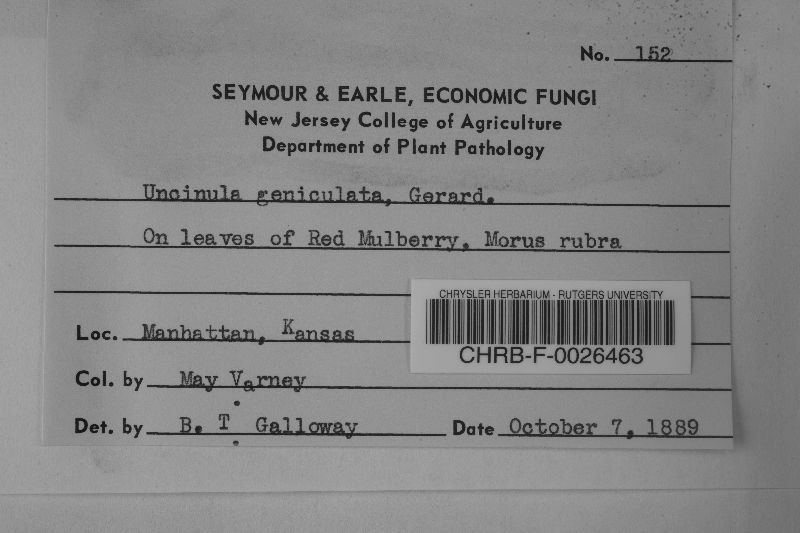 No. 152
SEYMOUR & EARLE, ECONOMIC FUNGI
New Jersey College of Agriculture
Department of Plant Pathology
Uncinula geniculata, Gerard.
On leaves of Red Mulberry. Morus rubra
CHRYSLER HERBARIUM - RUTGERS UNIVERSITY
CHRB-F-0026463
Loc. Manhattan, Kansas
Col. by May Varney
Det. by B. T. Galloway Date October 7, 1889